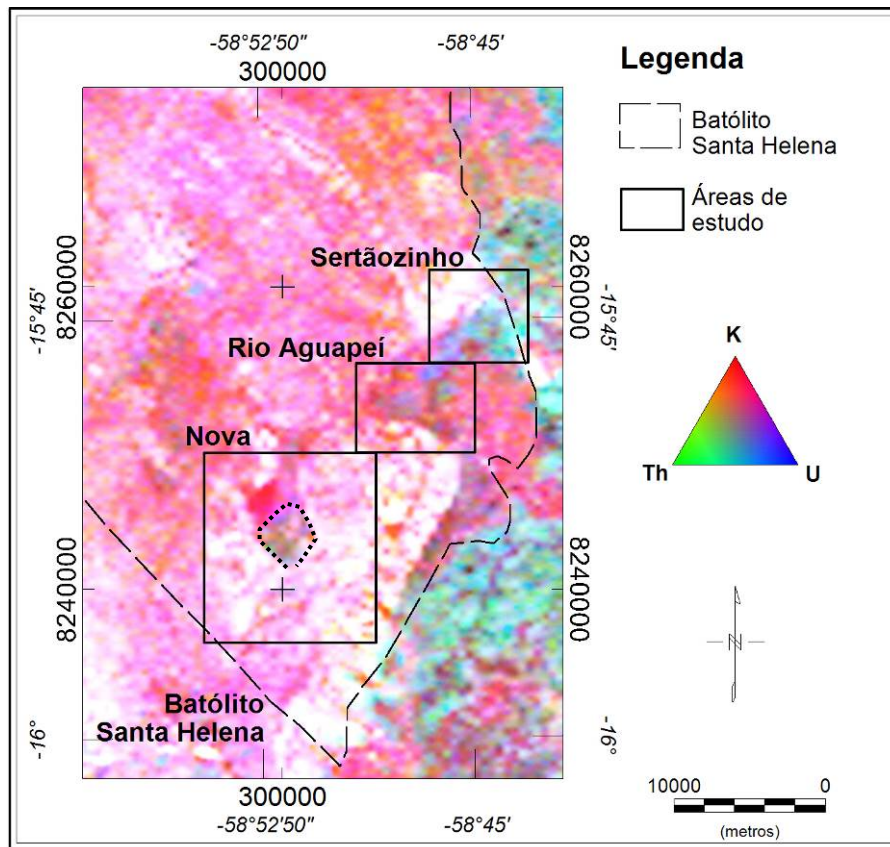 -58°52'50"
-58°45'
300000
Legenda
Batólito
Santa Helena
Áreas de
estudo
Sertãozinho
8260000
-15°45'
8260000
-15°45'
Rio Aguapeí
K
Nova
Th
U
8240000
8240000
N
Batólito
Santa Helena
-16°
-16°
300000
-58°52'50"
-58°45'
10000
0
(metros)